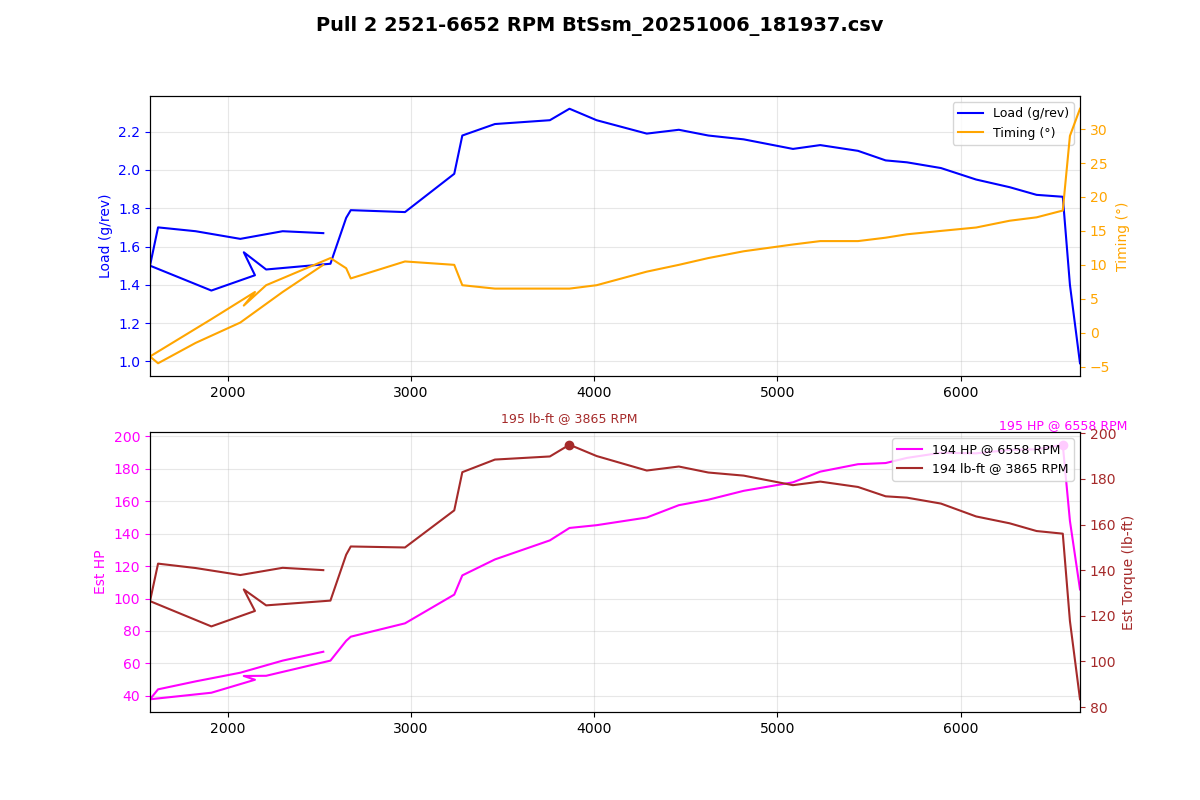 Pull 2 2521-6652 RPM BtSsm_20251006_181937.csv
Load (g/rev)
Timing (°)
Load (g/rev)
2.2
2.0
1.8
1.6
1.4
1.2
1.0
30
25
20
15
10
5
0
−5
Timing (°)
2000 3000 4000 5000 6000
195 lb-ft @ 3865 RPM
195 HP @ 6558 RPM
194 HP @ 6558 RPM
194 lb-ft @ 3865 RPM
Est HP
200
180
160
140
120
100
80
60
40
200
180
160
140
120
100
80
Est Torque (lb-ft)
2000 3000 4000 5000 6000